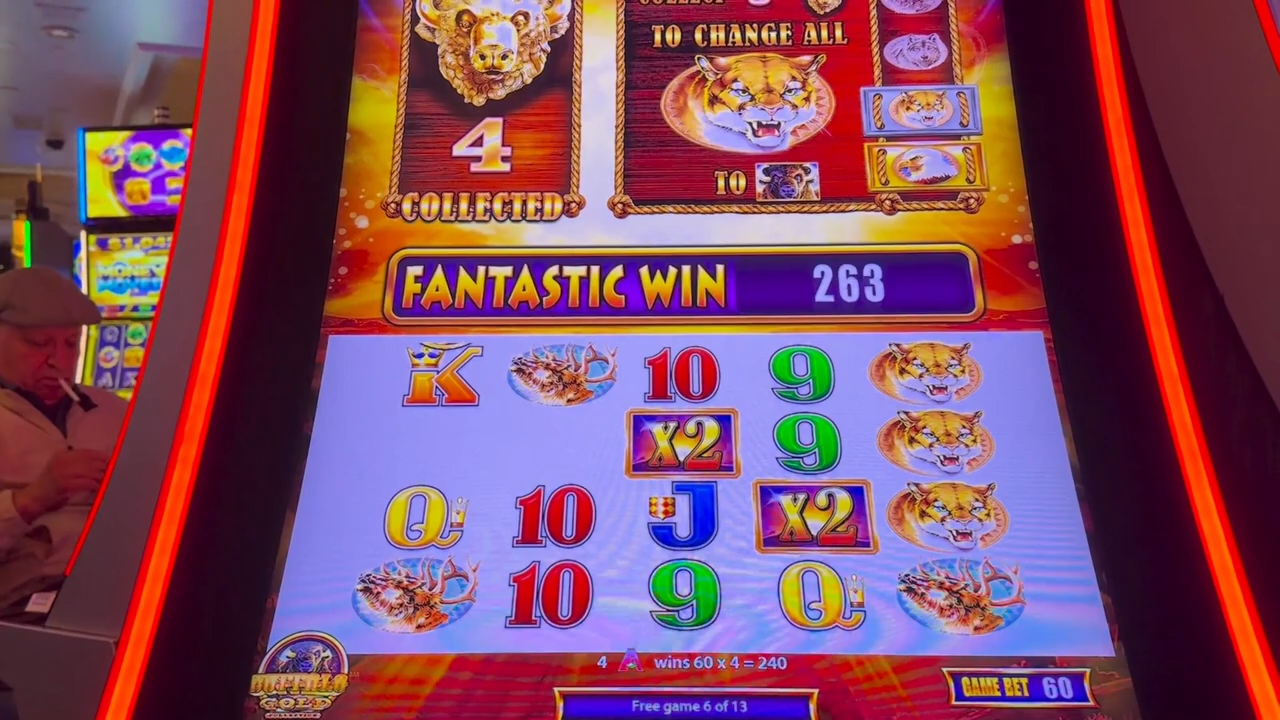 TO CHANGE ALL
4
COLLECTED
TO
FANTASTIC WIN 263
K 10 9
X2 9
Q 10 J X2
10 9 Q
4 A wins 60 x 4 = 240
BUFFALO
GOLD
GAME BET 60
Free game 6 of 13